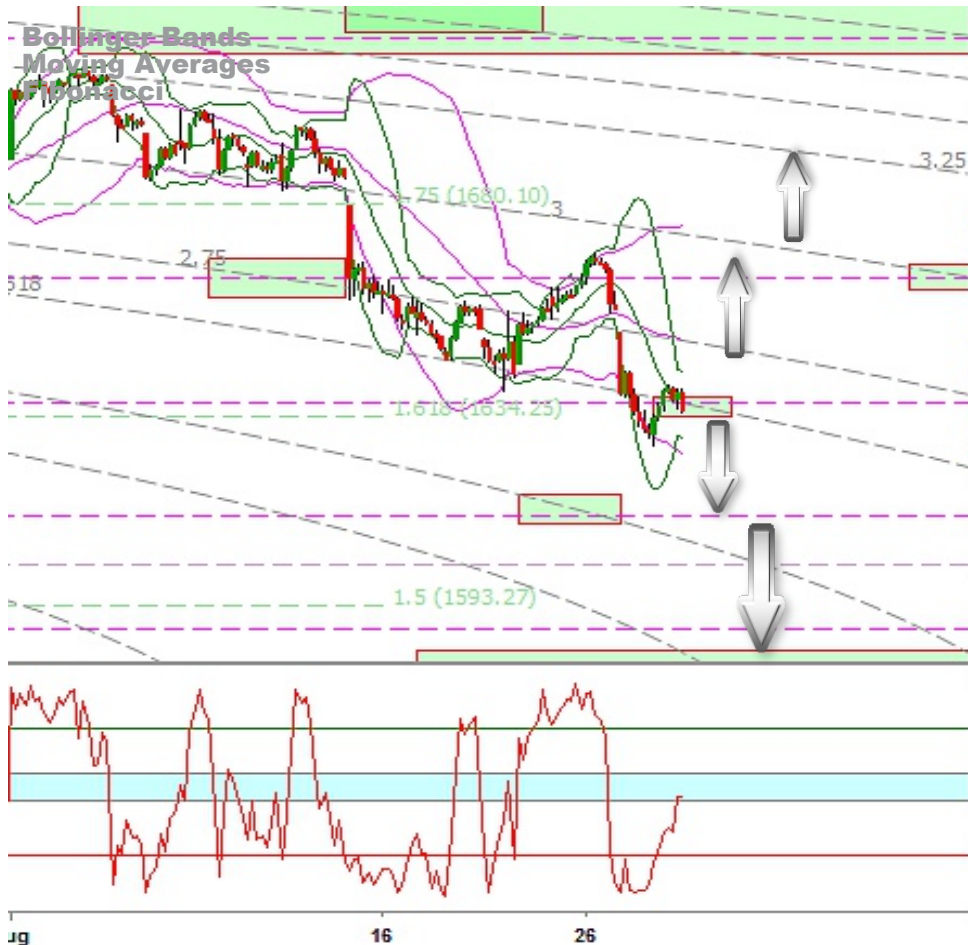 Bollinger Bands
Moving Averages
Fibonacci
3.25
1.75 (1680.10)
3
2.75
618
1.618 (1634.25)
1.5 (1593.27)
ug
16
26